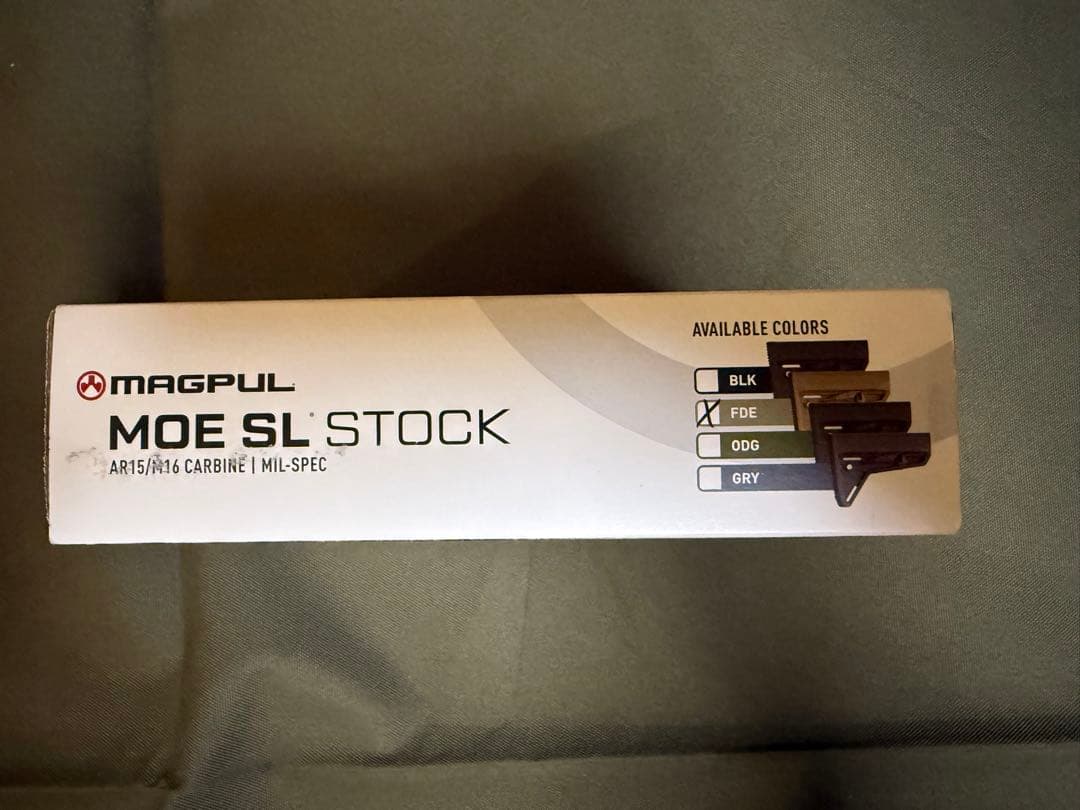 MAGPUL
MOE SL® STOCK
AR15/M16 CARBINE | MIL-SPEC
AVAILABLE COLORS
BLK
X FDE
ODG
GRY